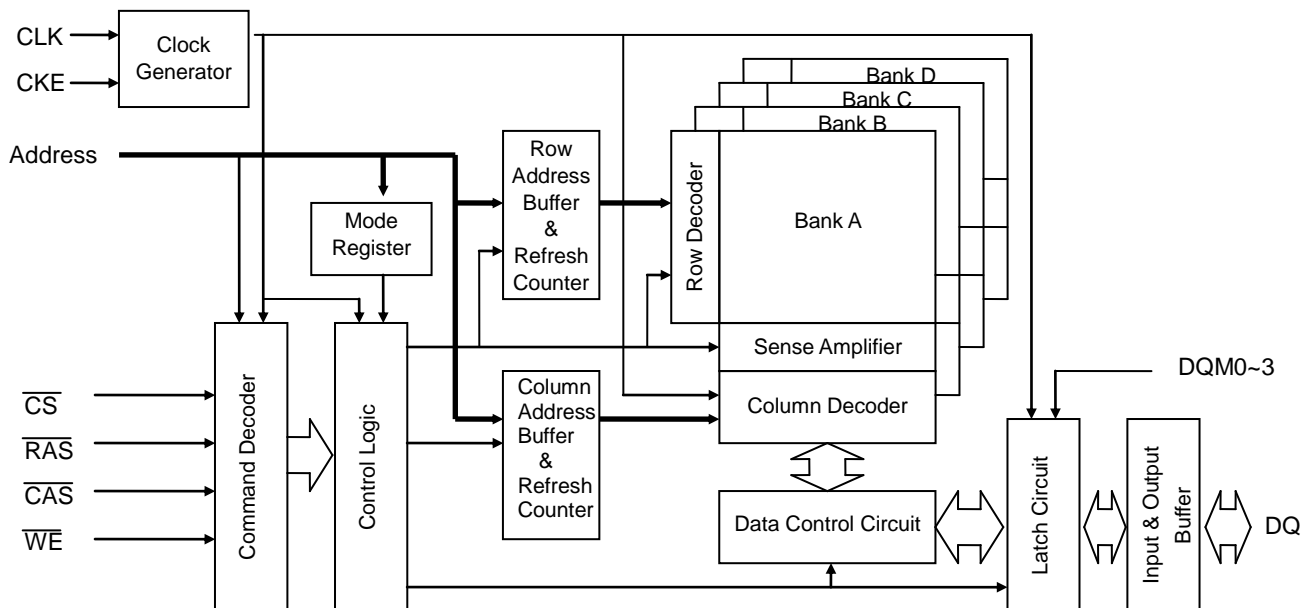 CLK
CKE
Clock
Generator
Address
Mode
Register
Row
Address
Buffer
&
Refresh
Counter
Bank D
Bank C
Bank B
Bank A
Row Decoder
Sense Amplifier
Column Decoder
Column
Address
Buffer
&
Refresh
Counter
CS
RAS
CAS
WE
Command Decoder
Control Logic
Data Control Circuit
DQM0~3
Latch Circuit
Input & Output
Buffer
DQ